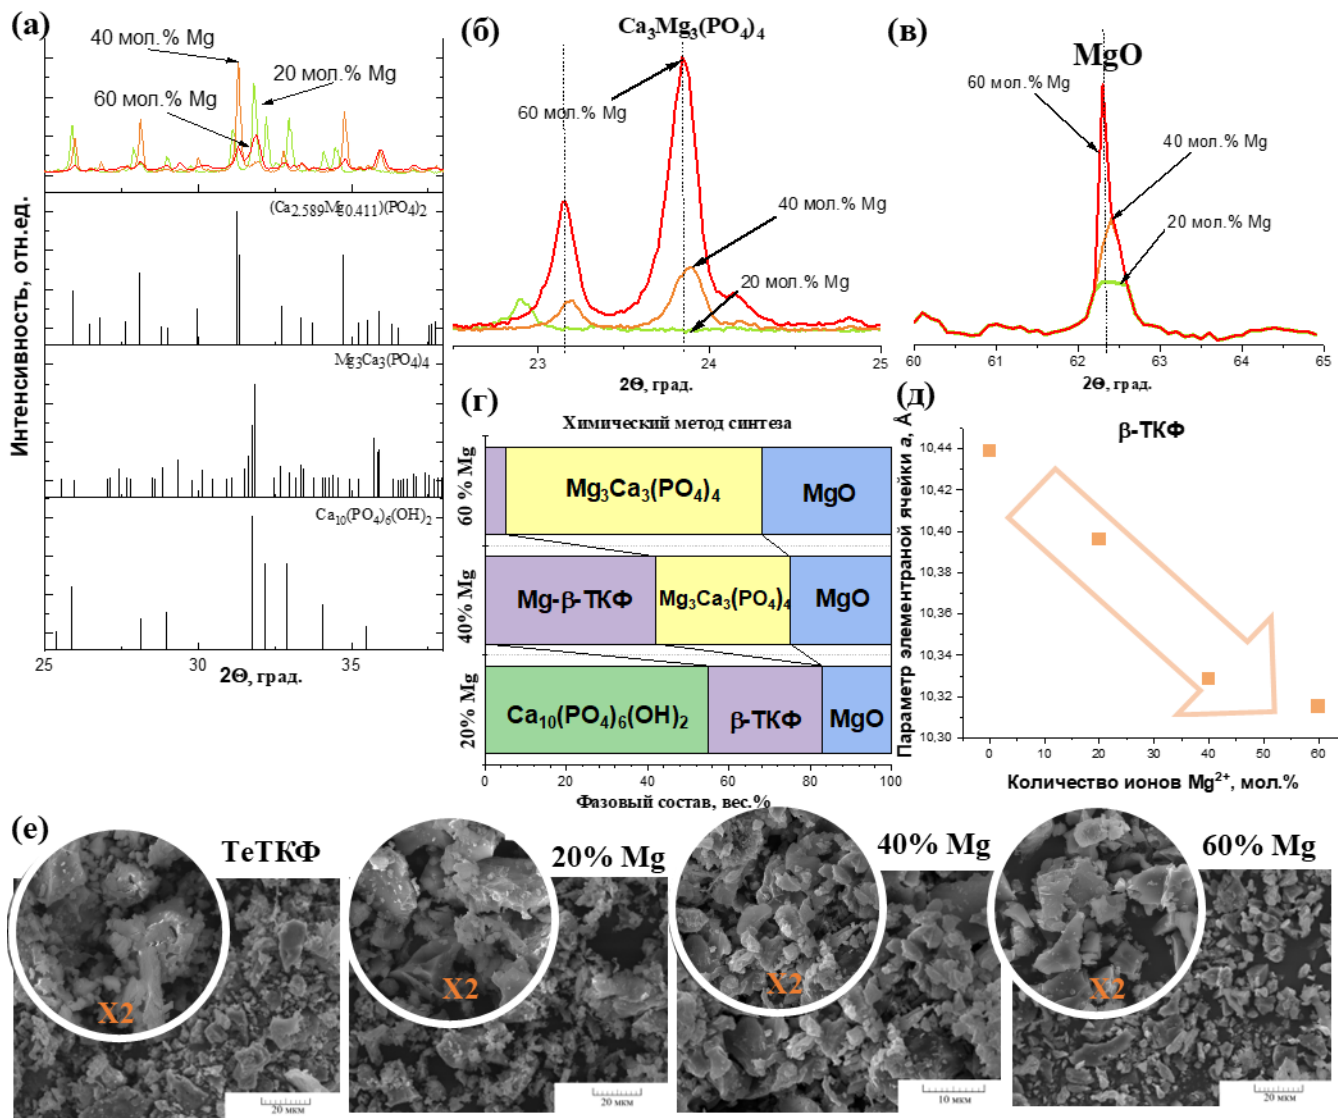 (а)
40 мол.% Mg
20 мол.% Mg
60 мол.% Mg
(Ca2.589Mg0.411)(PO4)2
Mg3Ca3(PO4)4
Ca10(PO4)6(OH)2
Интенсивность, отн.ед.
25
30
35
2Θ, град.
(б)
Ca3Mg3(PO4)4
60 мол.% Mg
40 мол.% Mg
20 мол.% Mg
23
24
25
2Θ, град.
(в)
MgO
60 мол.% Mg
40 мол.% Mg
20 мол.% Mg
60
61
62
63
64
65
2Θ, град.
(г)
Химический метод синтеза
60 % Mg
Mg3Ca3(PO4)4
MgO
40% Mg
Mg-β-ТКФ
Mg3Ca3(PO4)4
MgO
20% Mg
Ca10(PO4)6(OH)2
β-ТКФ
MgO
0
20
40
60
80
100
Фазовый состав, вес.%
(д)
β-ТКФ
Параметр элементраной ячейки a, Å
10,44
10,42
10,40
10,38
10,36
10,34
10,32
10,30
0
10
20
30
40
50
60
Количество ионов Mg2+, мол.%
(е)
ТеТКФ
X2
20 мкм
20% Mg
X2
20 мкм
40% Mg
X2
10 мкм
60% Mg
X2
20 мкм